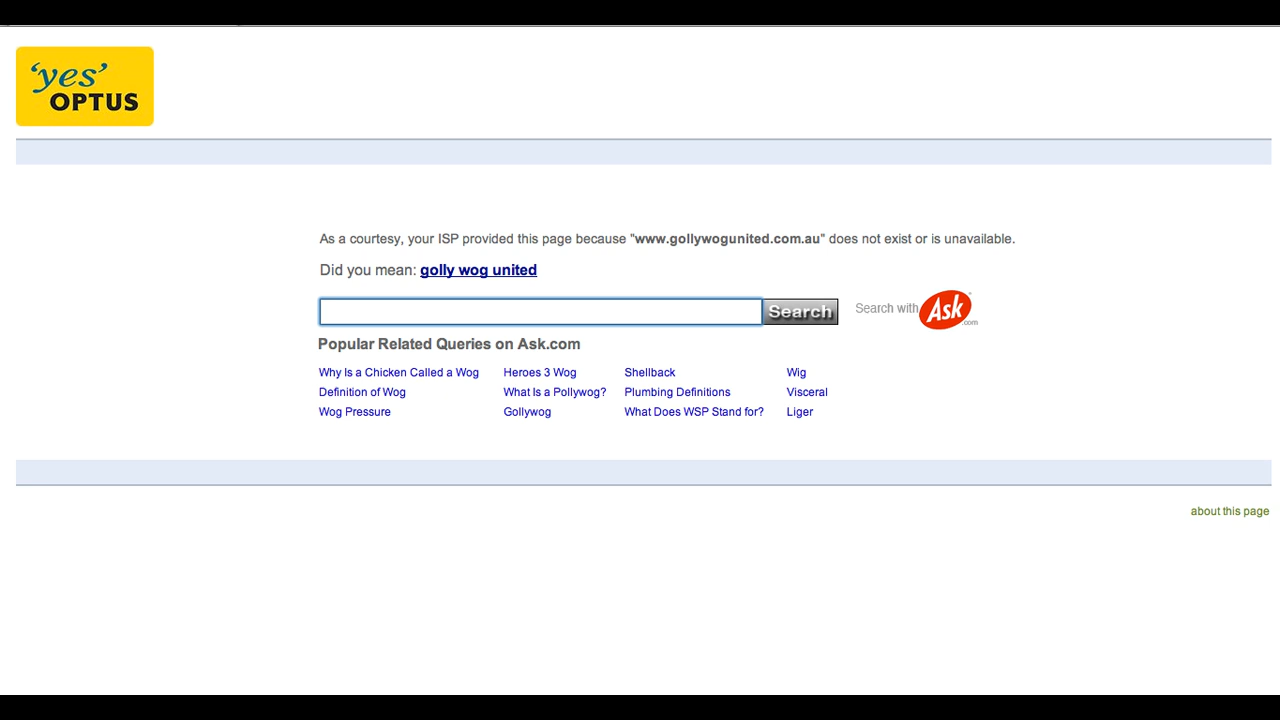 'yes'
OPTUS
As a courtesy, your ISP provided this page because "www.gollywogunited.com.au" does not exist or is unavailable.
Did you mean: golly wog united
Search Search with Ask.com
Popular Related Queries on Ask.com
Why Is a Chicken Called a Wog Heroes 3 Wog Shellback Wig
Definition of Wog What Is a Pollywog? Plumbing Definitions Visceral
Wog Pressure Gollywog What Does WSP Stand for? Liger
about this page